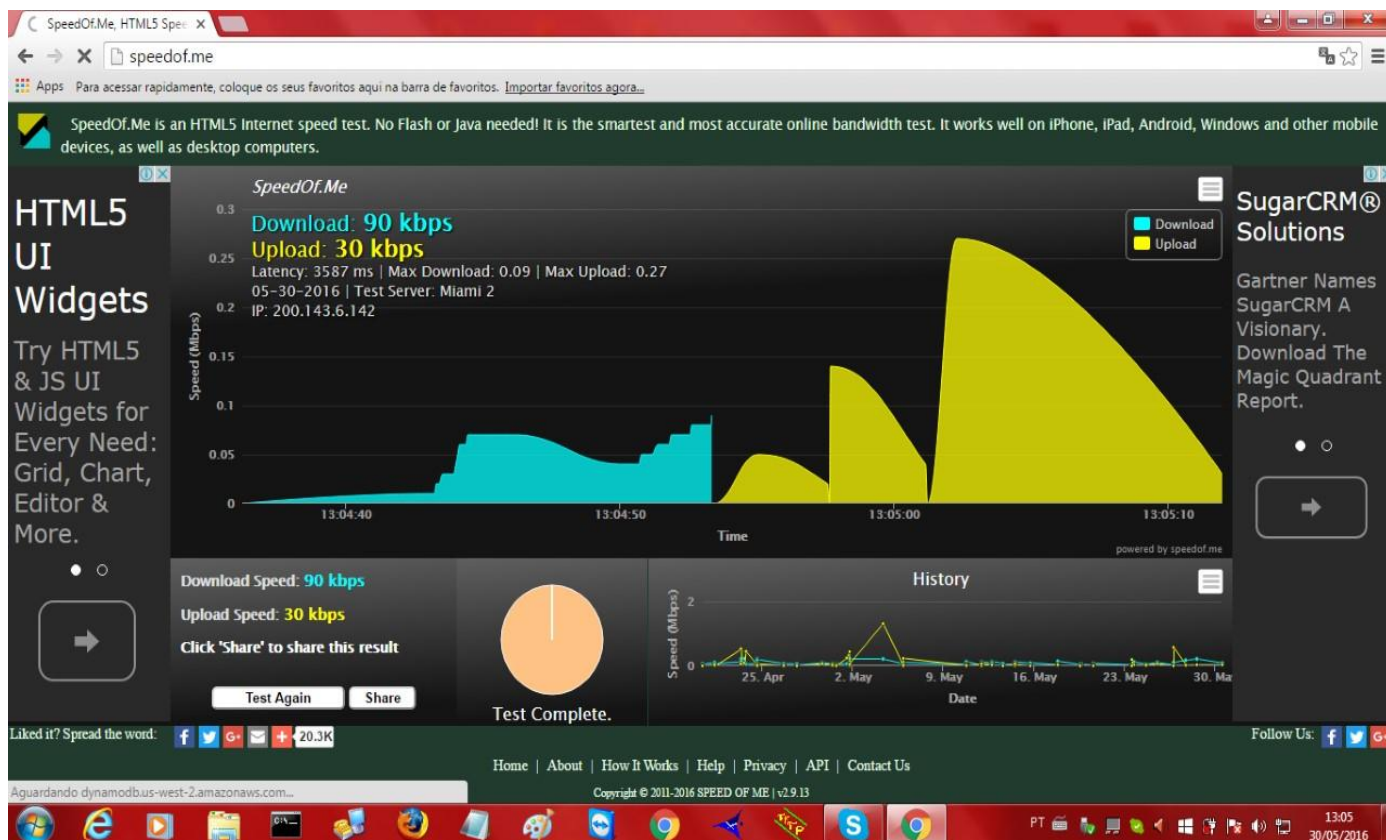 SpeedOf.Me, HTML5 Spee
speedof.me
Apps Para acessar rapidamente, coloque os seus favoritos aqui na barra de favoritos. Importar favoritos agora...
SpeedOf.Me is an HTML5 Internet speed test. No Flash or Java needed! It is the smartest and most accurate online bandwidth test. It works well on iPhone, iPad, Android, Windows and other mobile
devices, as well as desktop computers.
HTML5
UI
Widgets
Try HTML5
& JS UI
Widgets for
Every Need:
Grid, Chart,
Editor &
More.
SpeedOf.Me
Download: 90 kbps
Upload: 30 kbps
Latency: 3587 ms | Max Download: 0.09 | Max Upload: 0.27
05-30-2016 | Test Server: Miami 2
IP: 200.143.6.142
Download
Upload
Speed (Mbps)
0.3
0.25
0.2
0.15
0.1
0.05
0
13:04:40 13:04:50 13:05:00 13:05:10
Time
powered by speedof.me
SugarCRM®
Solutions
Gartner Names
SugarCRM A
Visionary.
Download The
Magic Quadrant
Report.
Download Speed: 90 kbps
Upload Speed: 30 kbps
Click 'Share' to share this result
Test Again Share
Test Complete.
History
Speed (Mbps)
2
0
25. Apr 2. May 9. May 16. May 23. May 30. Ma
Date
Liked it? Spread the word: 20.3K
Follow Us:
Home | About | How It Works | Help | Privacy | API | Contact Us
Aguardando dynamodb.us-west-2.amazonaws.com...
Copyright © 2011-2016 SPEED OF ME | v2.9.13
PT
13:05
30/05/2016